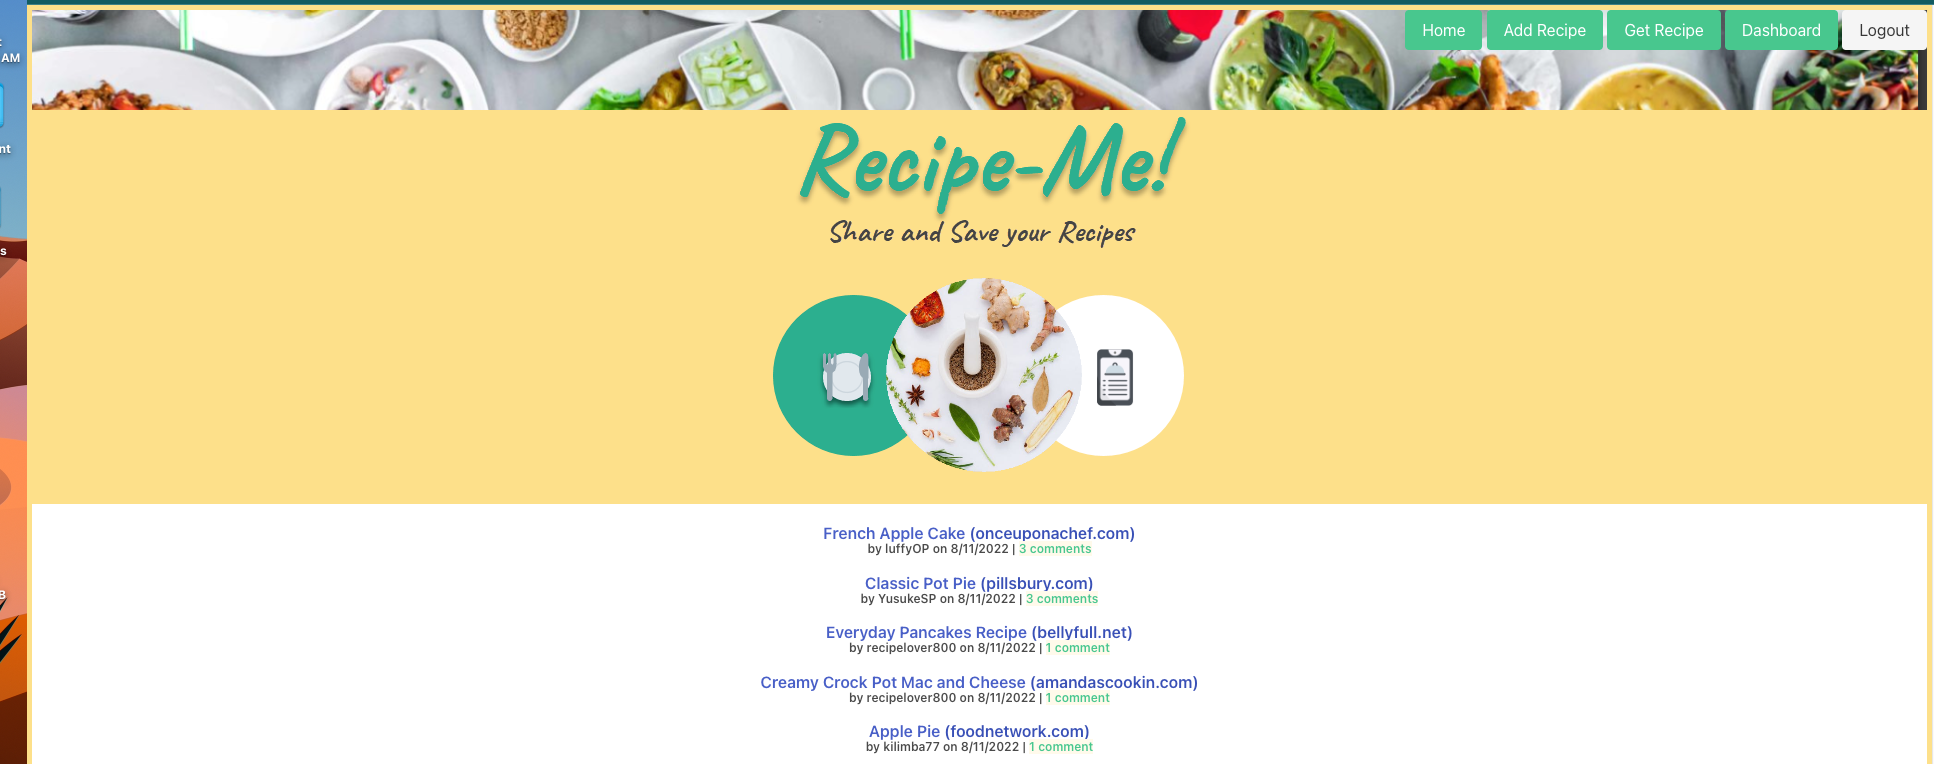 AM
nt
s
B
Home Add Recipe Get Recipe Dashboard Logout
Recipe-Me!
Share and Save your Recipes
French Apple Cake (onceuponachef.com)
by luffyOP on 8/11/2022 | 3 comments
Classic Pot Pie (pillsbury.com)
by YusukeSP on 8/11/2022 | 3 comments
Everyday Pancakes Recipe (bellyfull.net)
by recipelover800 on 8/11/2022 | 1 comment
Creamy Crock Pot Mac and Cheese (amandascookin.com)
by recipelover800 on 8/11/2022 | 1 comment
Apple Pie (foodnetwork.com)
by kilimba77 on 8/11/2022 | 1 comment